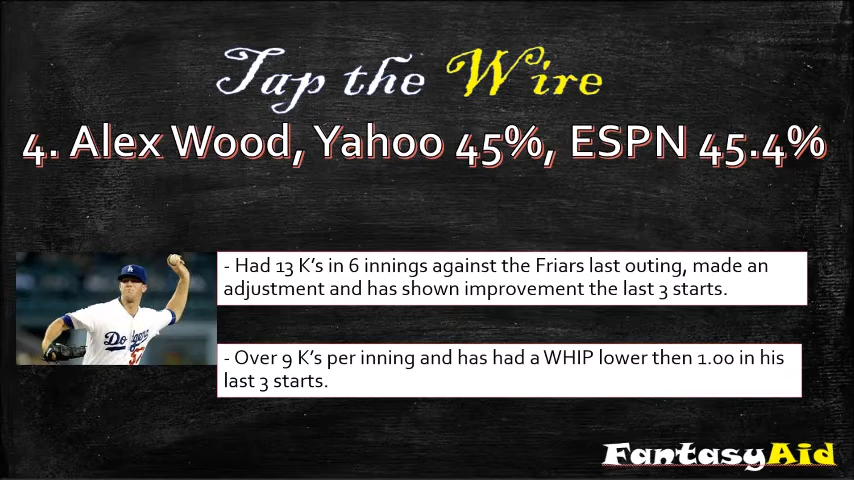 Tap the Wire
4. Alex Wood, Yahoo 45%, ESPN 45.4%
- Had 13 K’s in 6 innings against the Friars last outing, made an
adjustment and has shown improvement the last 3 starts.
Dodgers
57
- Over 9 K’s per inning and has had a WHIP lower then 1.00 in his
last 3 starts.
FantasyAid